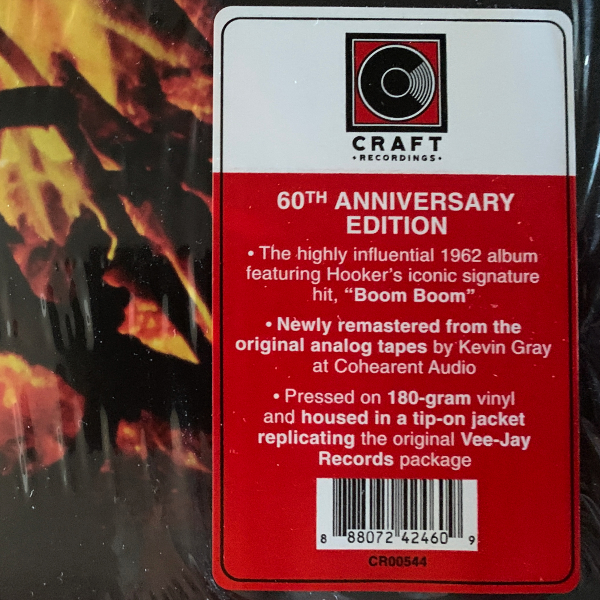 CRAFT
•RECORDINGS•
60TH ANNIVERSARY
EDITION
• The highly influential 1962 album
featuring Hooker's iconic signature
hit, "Boom Boom"
• Newly remastered from the
original analog tapes by Kevin Gray
at Cohearent Audio
• Pressed on 180-gram vinyl
and housed in a tip-on jacket
replicating the original Vee-Jay
Records package
8 88072 42460 9
CR00544